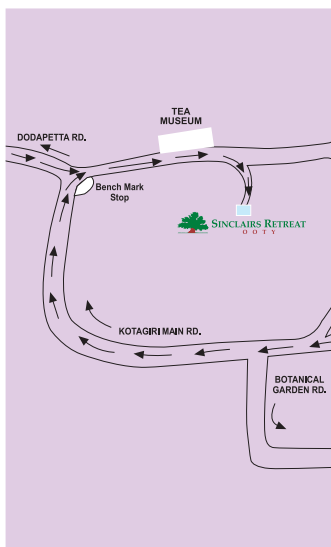 TEA
MUSEUM
DODAPETTA RD.
Bench Mark
Stop
SINCLAIRS RETREAT
OOTY
KOTAGIRI MAIN RD.
BOTANICAL
GARDEN RD.